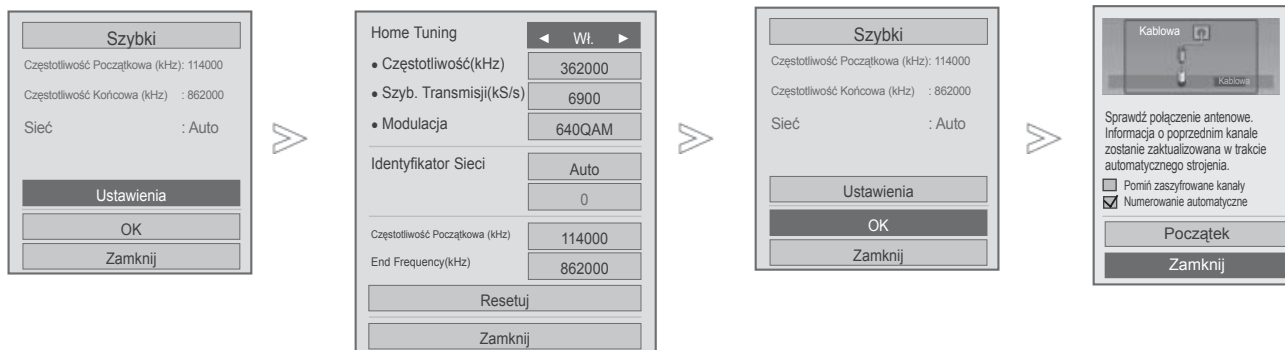 Szybki
Częstotliwość Początkowa (kHz): 114000
Częstotliwość Końcowa (kHz) : 862000
Sieć : Auto
Ustawienia
OK
Zamknij
Home Tuning ◄ Wł. ►
• Częstotliwość(kHz) 362000
• Szyb. Transmisji(kS/s) 6900
• Modulacja 640QAM
Identyfikator Sieci Auto
0
Częstotliwość Początkowa (kHz) 114000
End Frequency(kHz) 862000
Resetuj
Zamknij
Szybki
Częstotliwość Początkowa (kHz): 114000
Częstotliwość Końcowa (kHz) : 862000
Sieć : Auto
Ustawienia
OK
Zamknij
Kablowa
Kablowa
Sprawdź połączenie antenowe.
Informacja o poprzednim kanale
zostanie zaktualizowana w trakcie
automatycznego strojenia.
Pomiń zaszyfrowane kanały
Numerowanie automatyczne
Początek
Zamknij